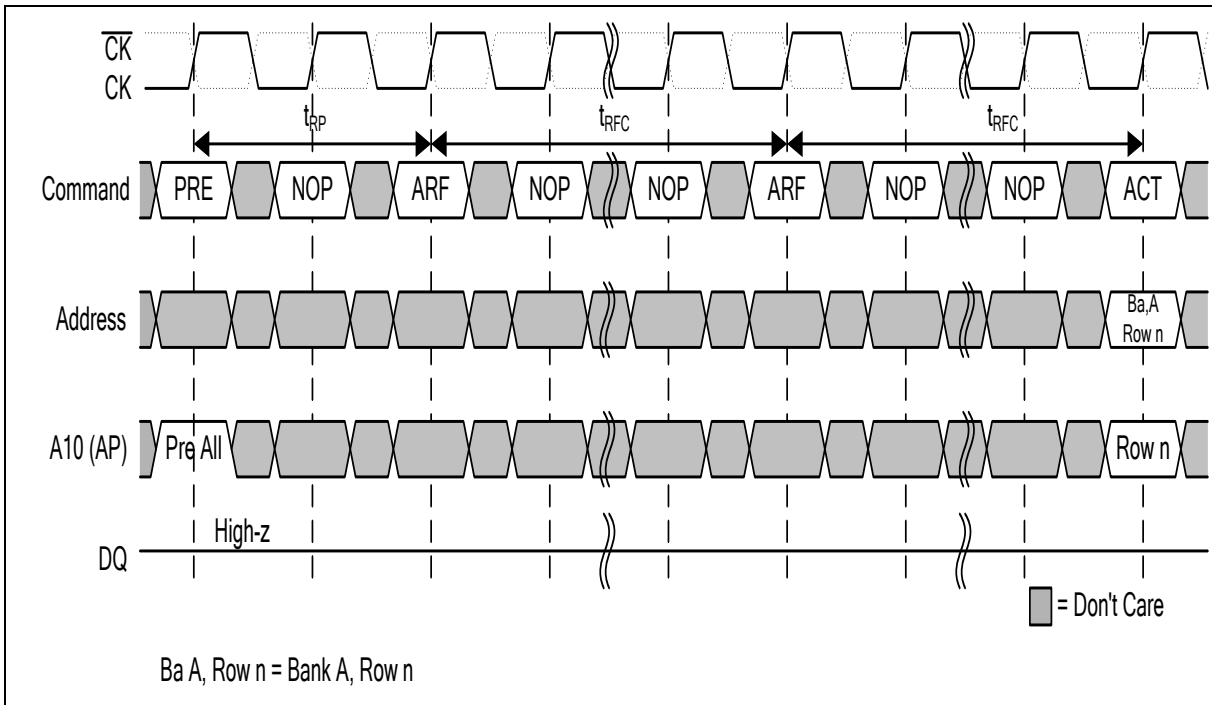 CK
CK
tRP
tRFC
tRFC
Command
PRE
NOP
ARF
NOP
NOP
ARF
NOP
NOP
ACT
Address
Ba,A
Row n
A10 (AP)
Pre All
Row n
High-z
DQ
= Don't Care
Ba A, Row n = Bank A, Row n